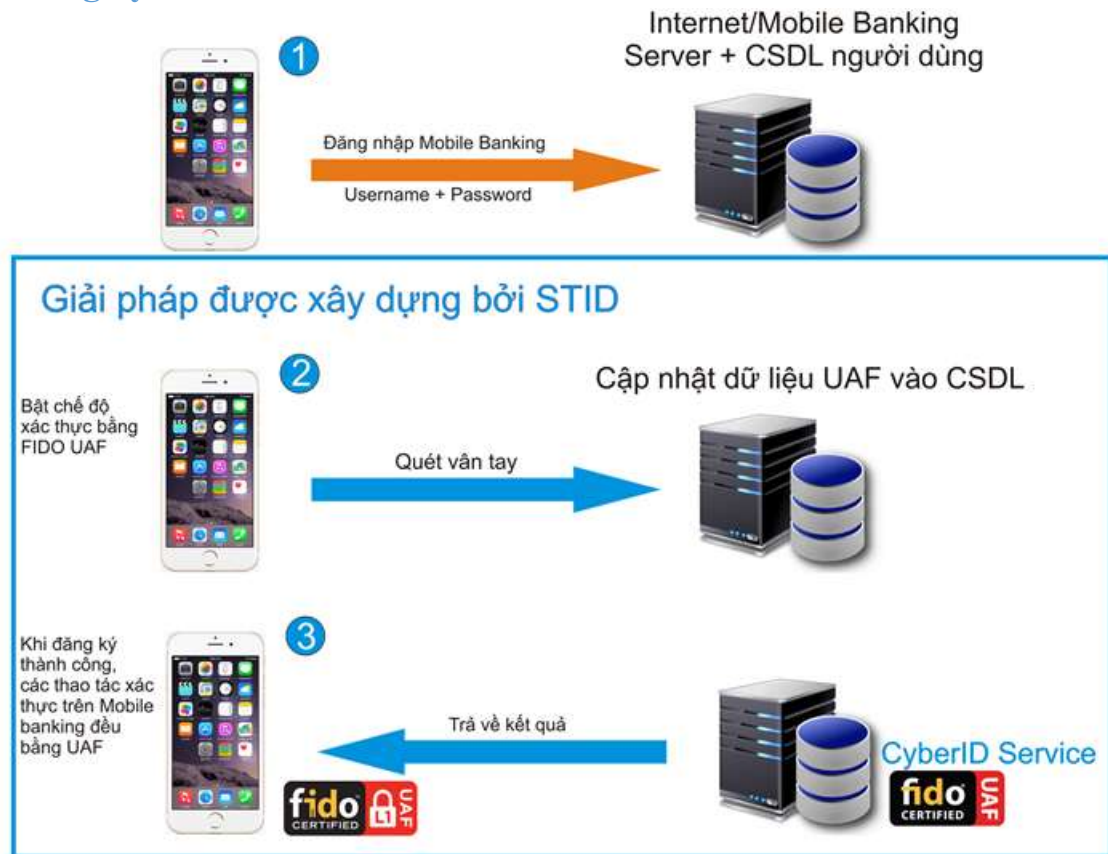 1
Internet/Mobile Banking
Server + CSDL người dùng
Đăng nhập Mobile Banking
Username + Password
Giải pháp được xây dựng bởi STID
2
Bật chế độ
xác thực bằng
FIDO UAF
Quét vân tay
Cập nhật dữ liệu UAF vào CSDL
3
Khi đăng ký
thành công,
các thao tác xác
thực trên Mobile
banking đều
bằng UAF
Trả về kết quả
CyberID Service
fido
CERTIFIED
L1
UAF
fido
CERTIFIED
UAF